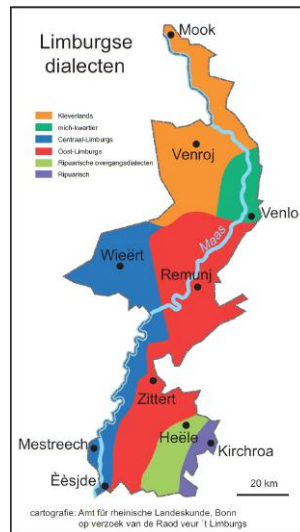 Limburgse
dialecten
Kleverlands
mich-kwartier
Centraal-Limburgs
Oost-Limburgs
Ripuarische overgangsdialecten
Ripuarisch
Mook
Venroj
Venlo
Maas
Wieërt
Remunj
Zittert
Heële
Mestreech
Kirchroa
Èèsjde
20 km
cartografie: Amt für rheinische Landeskunde, Bonn
op verzoek van de Raod veur 't Limburgs